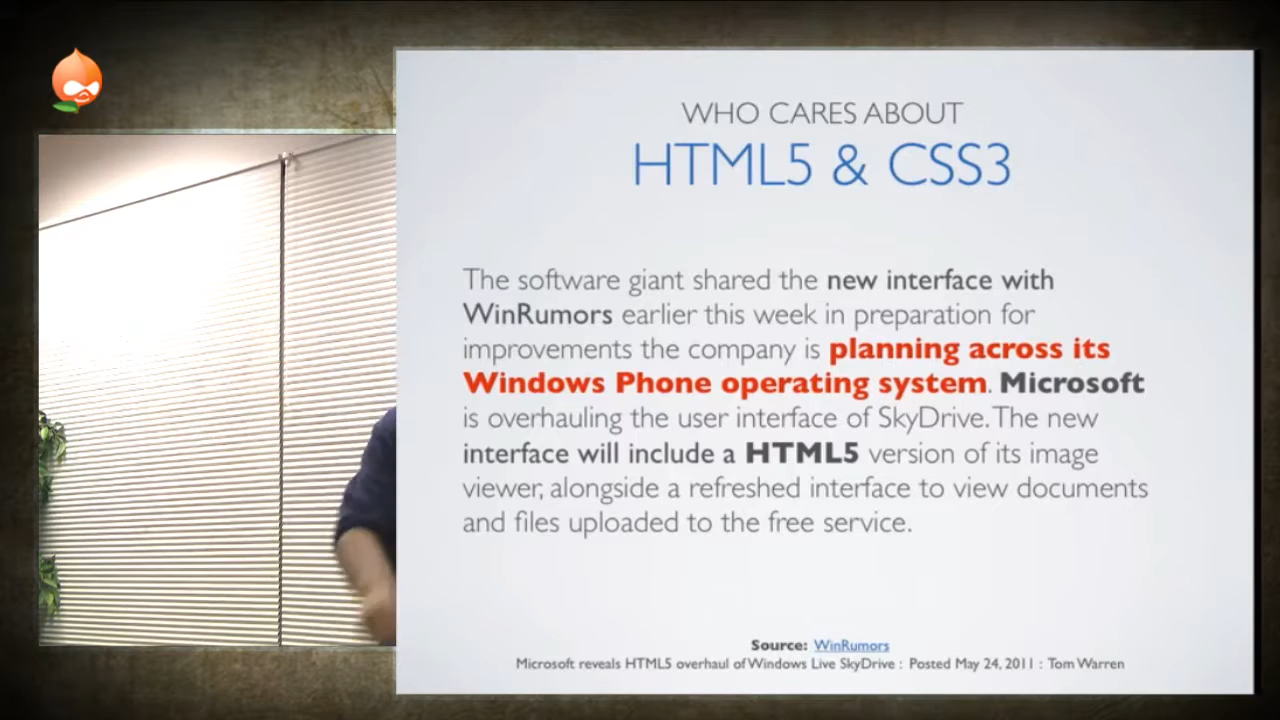 WHO CARES ABOUT
HTML5 & CSS3
The software giant shared the new interface with
WinRumors earlier this week in preparation for
improvements the company is planning across its
Windows Phone operating system. Microsoft
is overhauling the user interface of SkyDrive. The new
interface will include a HTML5 version of its image
viewer, alongside a refreshed interface to view documents
and files uploaded to the free service.
Source: WinRumors
Microsoft reveals HTML5 overhaul of Windows Live SkyDrive : Posted May 24, 2011 : Tom Warren